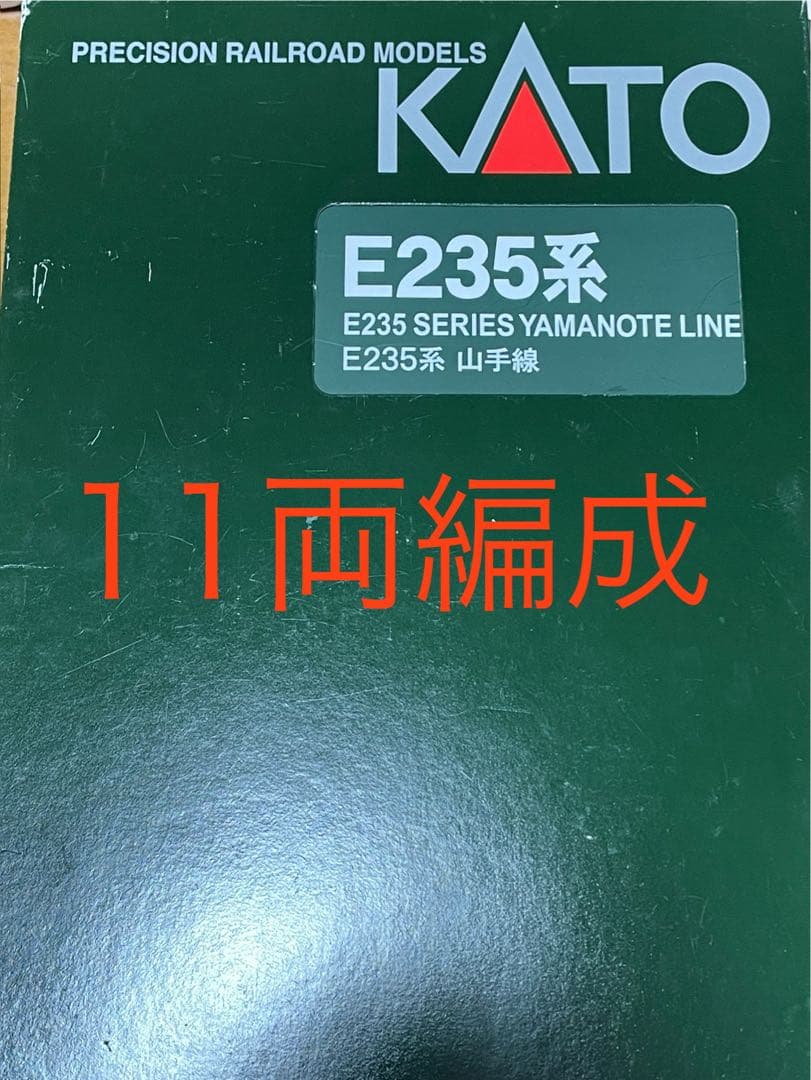 PRECISION RAILROAD MODELS
KATO
E235系
E235 SERIES YAMANOTE LINE
E235系 山手線
11両編成